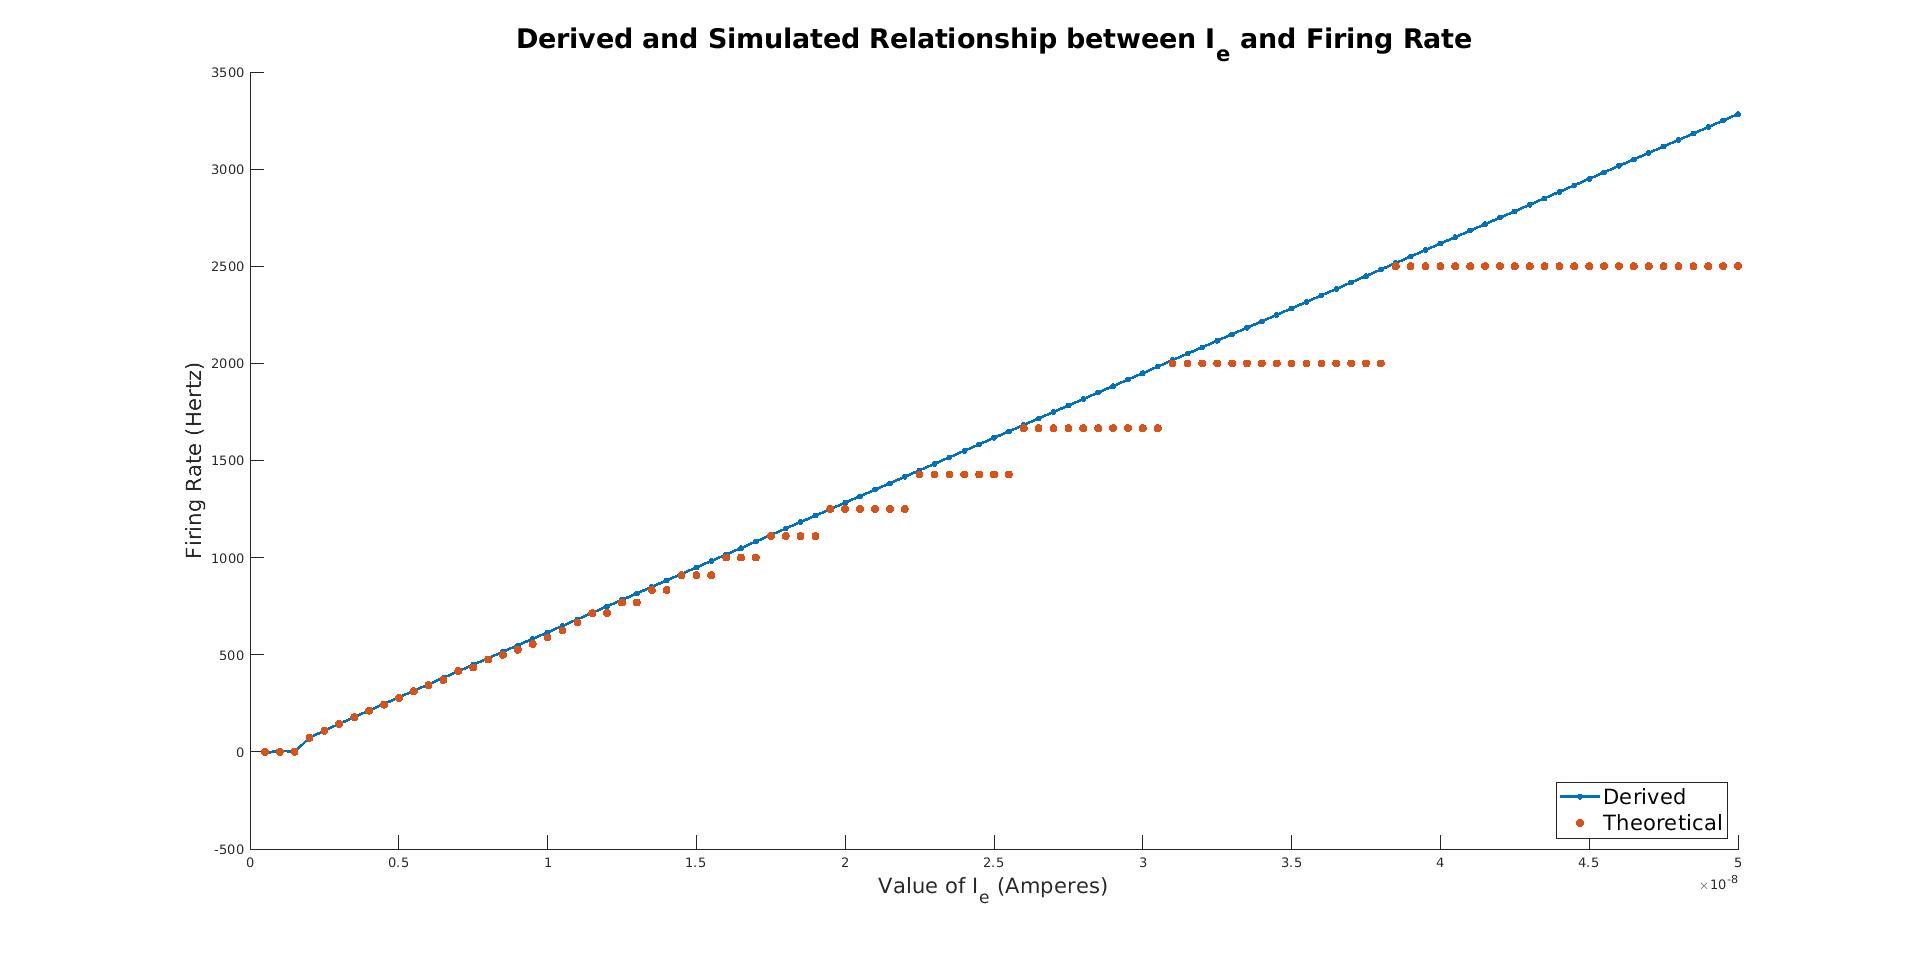 Derived and Simulated Relationship between I_e and Firing Rate
3500
3000
2500
2000
1500
1000
500
0
-500
Firing Rate (Hertz)
0 0.5 1 1.5 2 2.5 3 3.5 4 4.5 5
×10^-8
Value of I_e (Amperes)
Derived
Theoretical